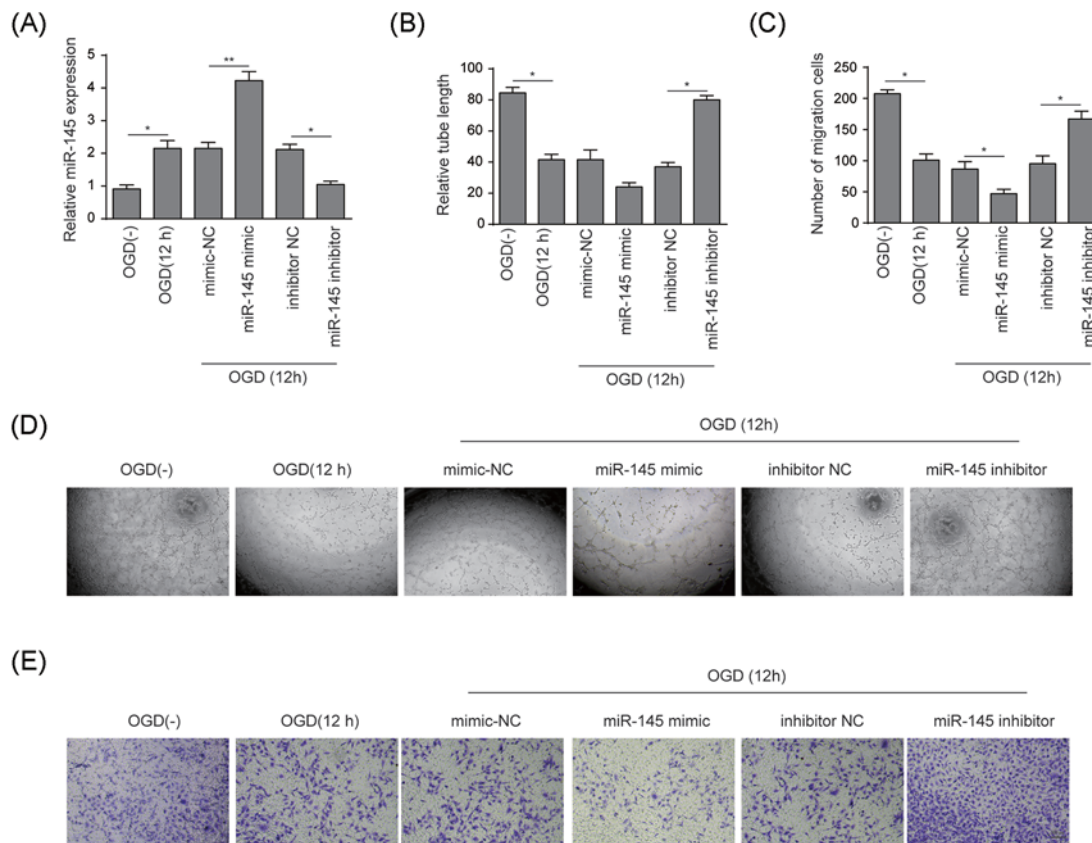 (A)
Relative miR-145 expression
5
4
3
2
1
0
*
**
*
OGD(-)
OGD(12 h)
mimic-NC
miR-145 mimic
inhibitor NC
miR-145 inhibitor
OGD (12h)
(B)
Relative tube length
100
80
60
40
20
0
*
*
OGD(-)
OGD(12 h)
mimic-NC
miR-145 mimic
inhibitor NC
miR-145 inhibitor
OGD (12h)
(C)
Number of migration cells
250
200
150
100
50
0
*
*
*
OGD(-)
OGD(12 h)
mimic-NC
miR-145 mimic
inhibitor NC
miR-145 inhibitor
OGD (12h)
(D)
OGD (12h)
OGD(-) OGD(12 h) mimic-NC miR-145 mimic inhibitor NC miR-145 inhibitor
(E)
OGD (12h)
OGD(-) OGD(12 h) mimic-NC miR-145 mimic inhibitor NC miR-145 inhibitor